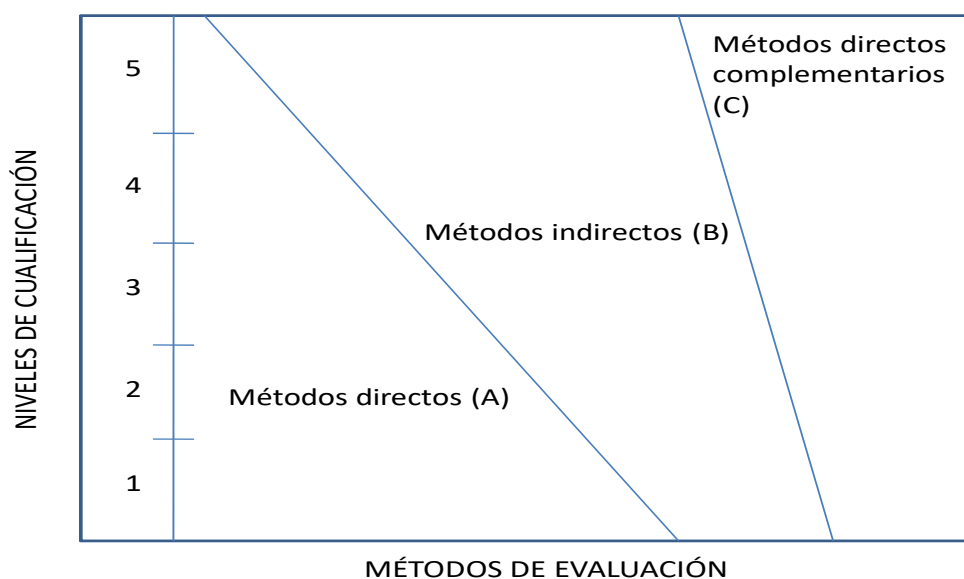 NIVELES DE CUALIFICACIÓN
5
4
3
2
1
Métodos directos
complementarios
(C)
Métodos indirectos (B)
Métodos directos (A)
MÉTODOS DE EVALUACIÓN